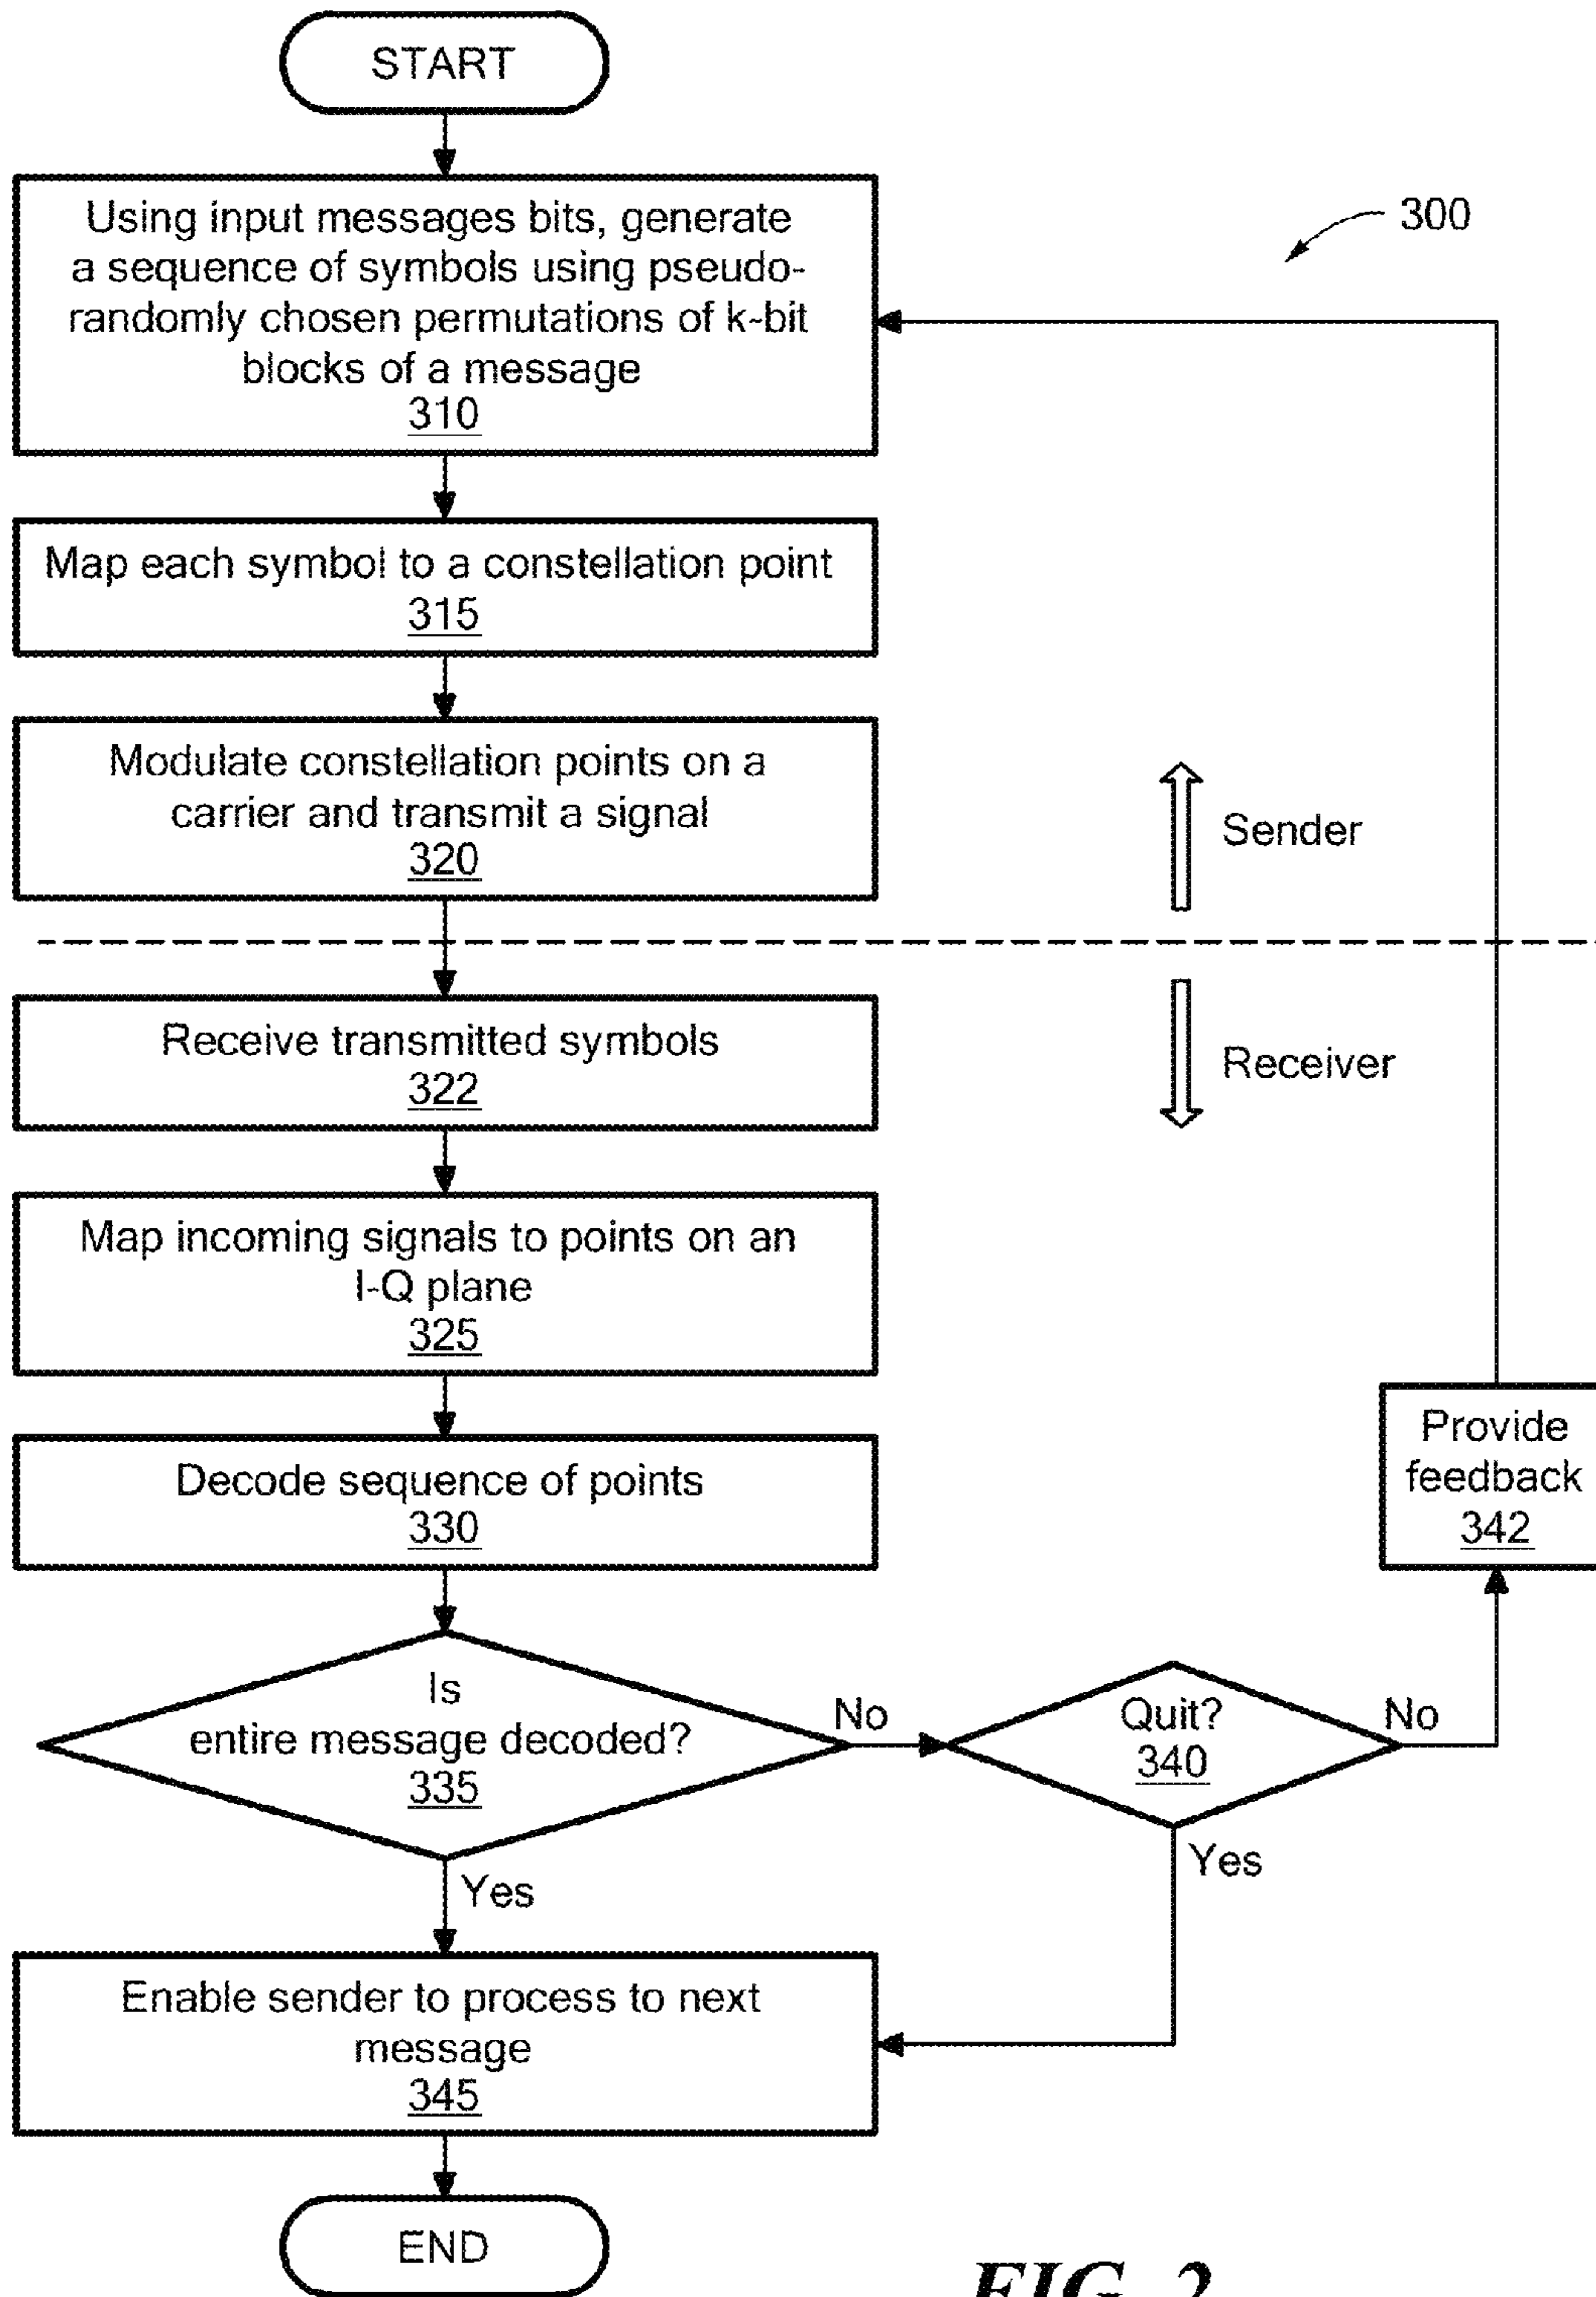 START
Using input messages bits, generate
a sequence of symbols using pseudo-
randomly chosen permutations of k-bit
blocks of a message
310
300
Map each symbol to a constellation point
315
Modulate constellation points on a
carrier and transmit a signal
320
Sender
Receive transmitted symbols
322
Receiver
Map incoming signals to points on an
I-Q plane
325
Decode sequence of points
330
Provide
feedback
342
Is
entire message decoded?
335
No
Quit?
340
No
Yes
Yes
Enable sender to process to next
message
345
END
FIG. 2